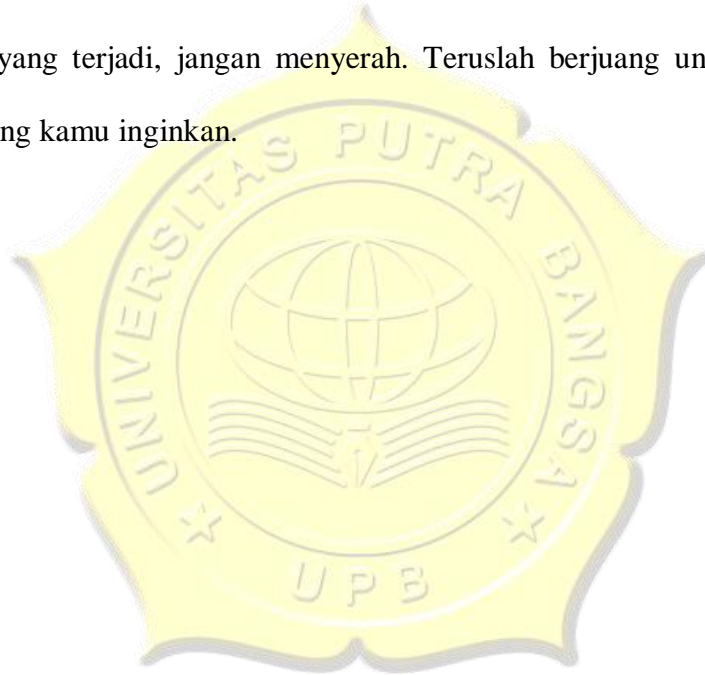 yang terjadi, jangan menyerah. Teruslah berjuang un
ng kamu inginkan.
UNIVERSITAS PUTRA BANGSA
UPB